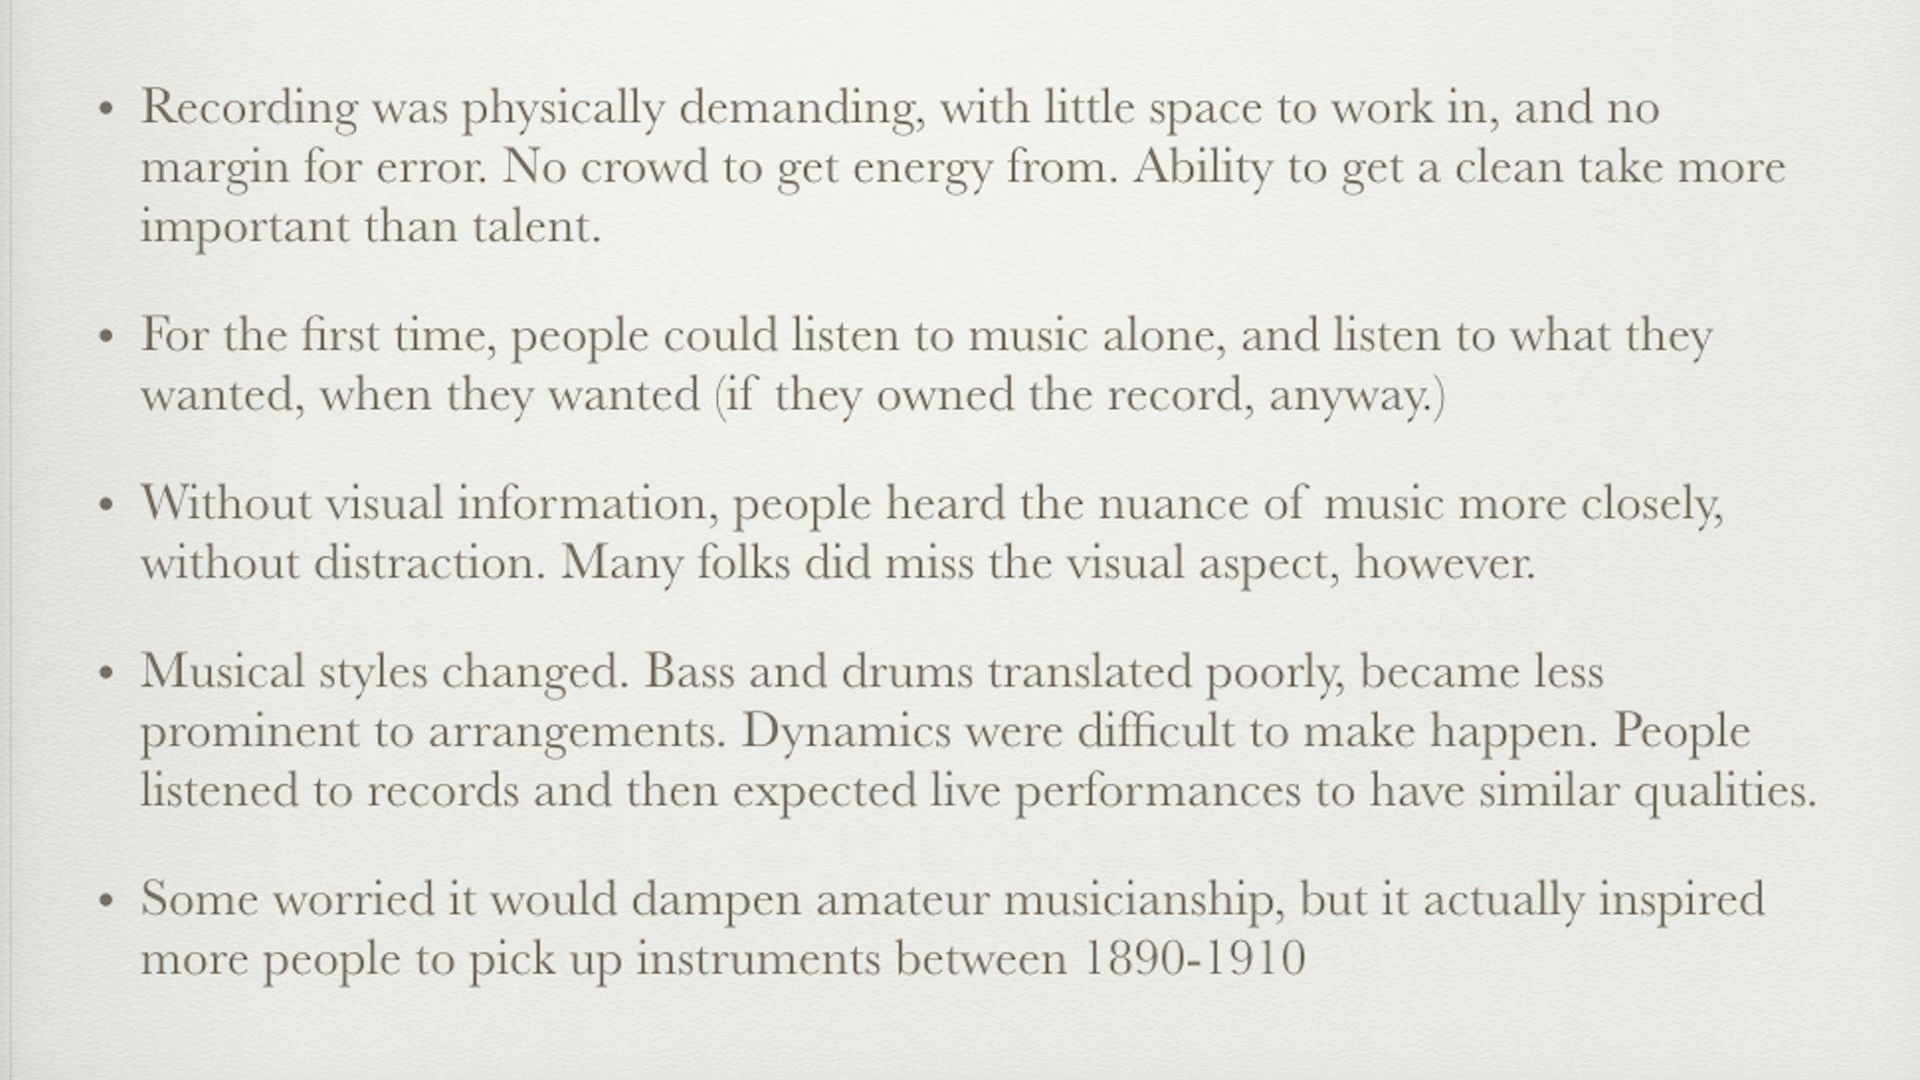 • Recording was physically demanding, with little space to work in, and no
margin for error. No crowd to get energy from. Ability to get a clean take more
important than talent.
• For the first time, people could listen to music alone, and listen to what they
wanted, when they wanted (if they owned the record, anyway.)
• Without visual information, people heard the nuance of music more closely,
without distraction. Many folks did miss the visual aspect, however.
• Musical styles changed. Bass and drums translated poorly, became less
prominent to arrangements. Dynamics were difficult to make happen. People
listened to records and then expected live performances to have similar qualities.
• Some worried it would dampen amateur musicianship, but it actually inspired
more people to pick up instruments between 1890-1910